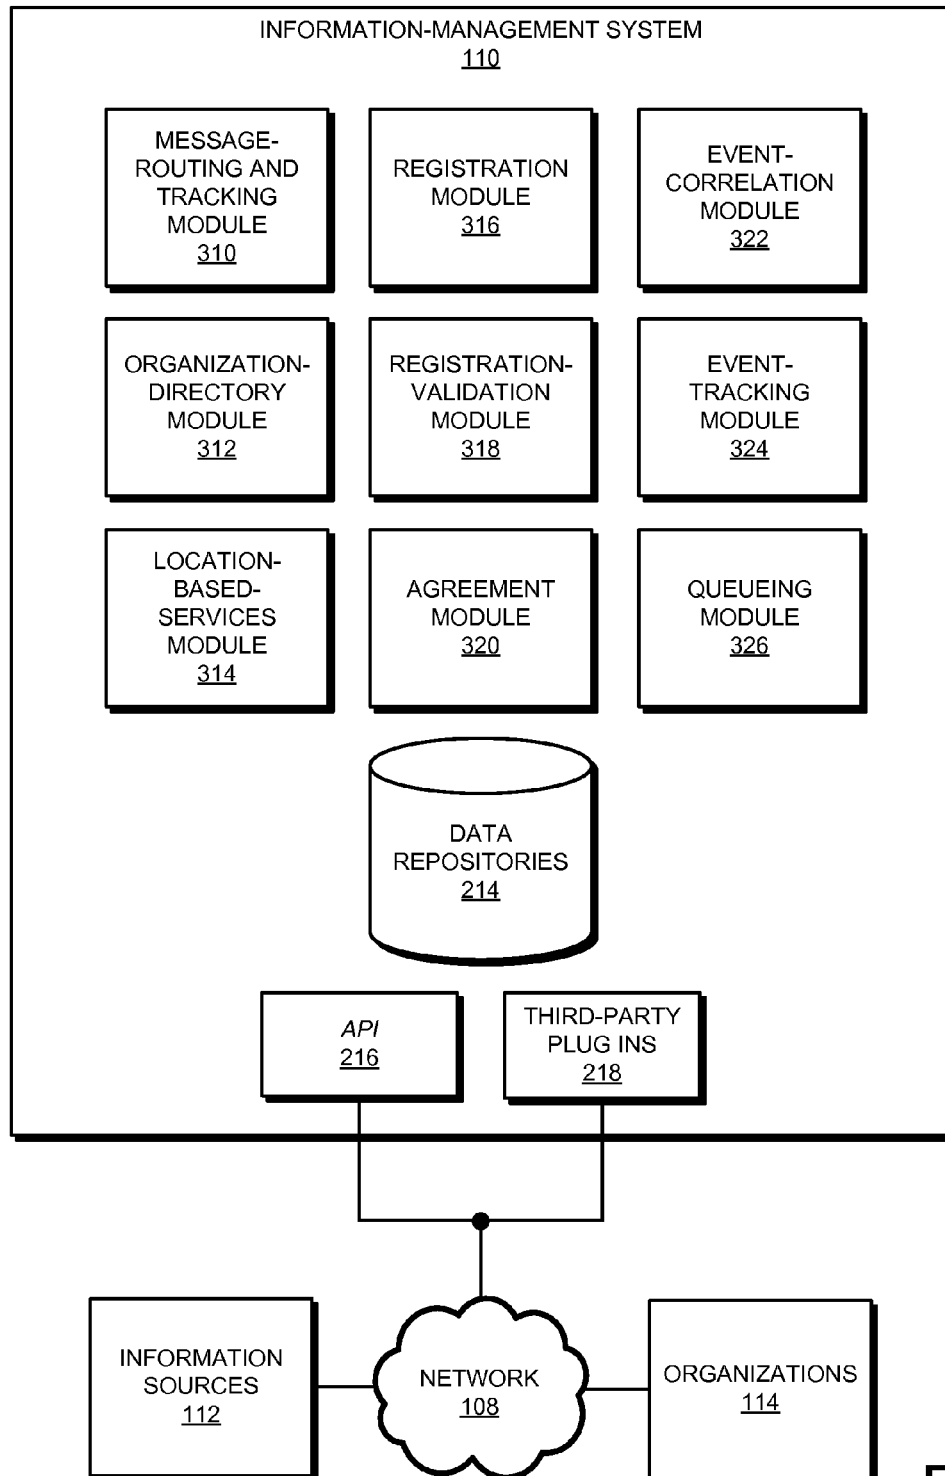 INFORMATION-MANAGEMENT SYSTEM
110
MESSAGE-
ROUTING AND
TRACKING
MODULE
310
REGISTRATION
MODULE
316
EVENT-
CORRELATION
MODULE
322
ORGANIZATION-
DIRECTORY
MODULE
312
REGISTRATION-
VALIDATION
MODULE
318
EVENT-
TRACKING
MODULE
324
LOCATION-
BASED-
SERVICES
MODULE
314
AGREEMENT
MODULE
320
QUEUEING
MODULE
326
DATA
REPOSITORIES
214
API
216
THIRD-PARTY
PLUG INS
218
INFORMATION
SOURCES
112
NETWORK
108
ORGANIZATIONS
114